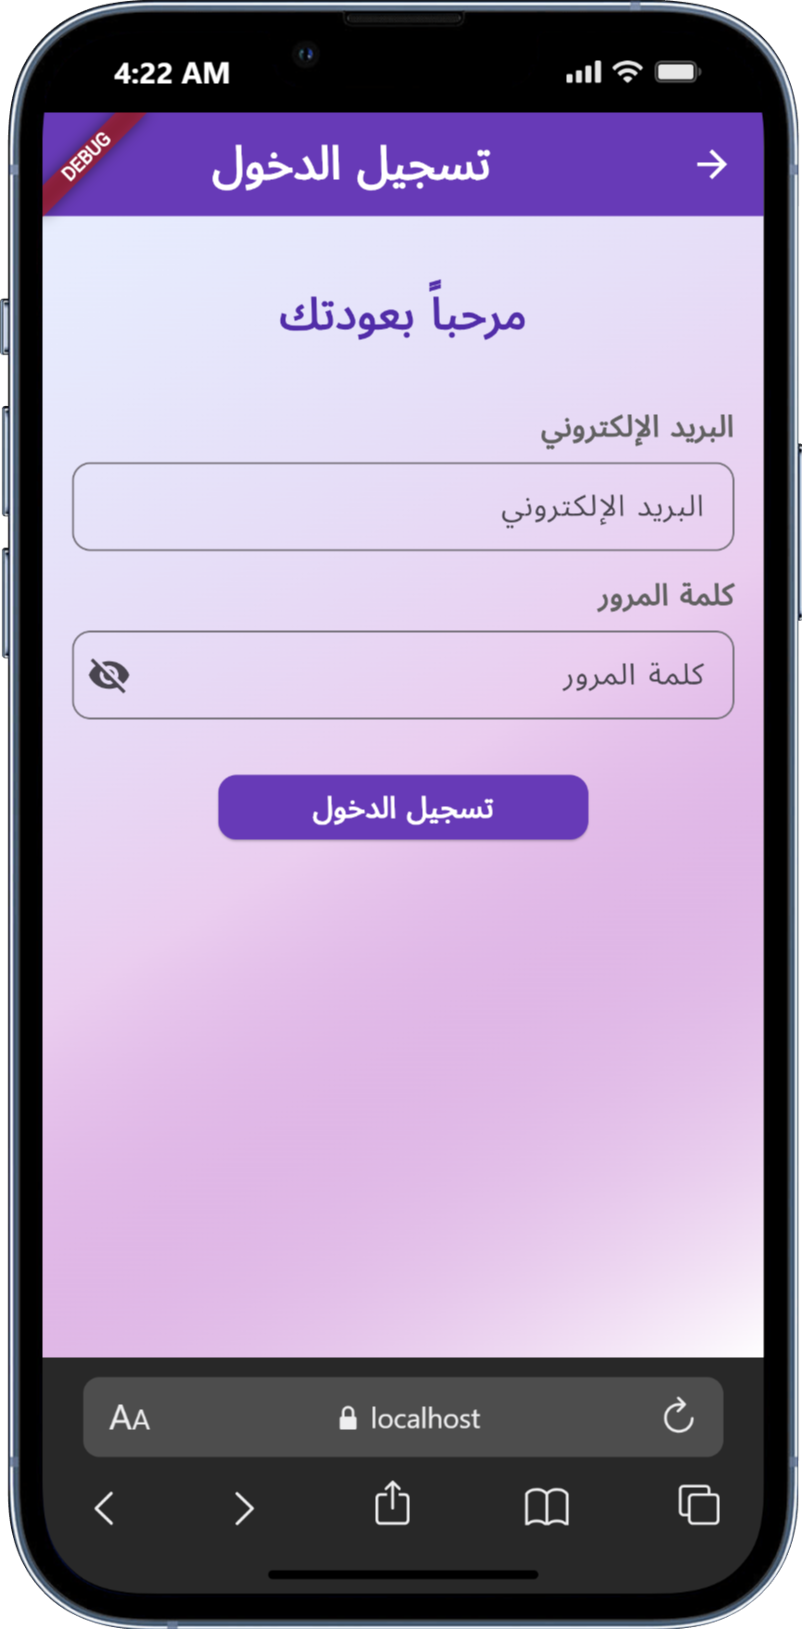 4:22 AM
DEBUG
تسجيل الدخول
مرحباً بعودتك
البريد الإلكتروني
البريد الإلكتروني
كلمة المرور
كلمة المرور
تسجيل الدخول
AA
localhost